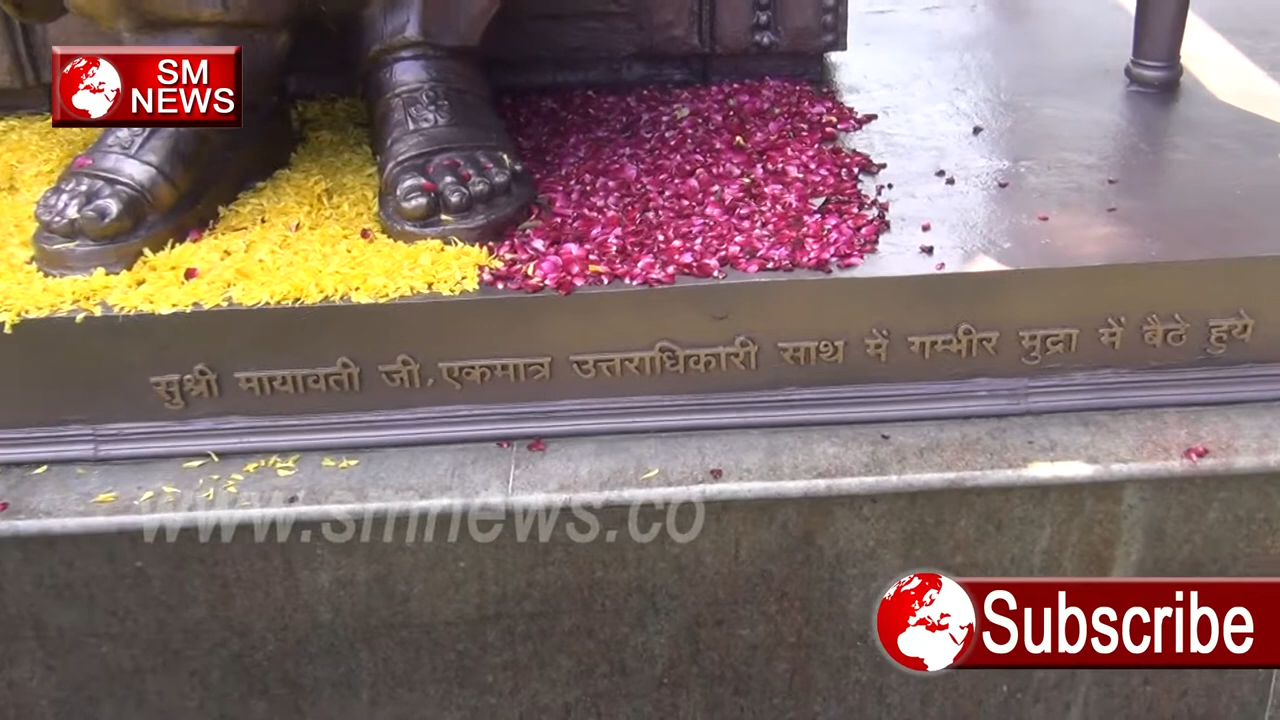 SM
NEWS
सुश्री मायावती जी, एकमात्र उत्तराधिकारी साथ में गम्भीर मुद्रा में बैठे हुये
www.smnews.co
Subscribe